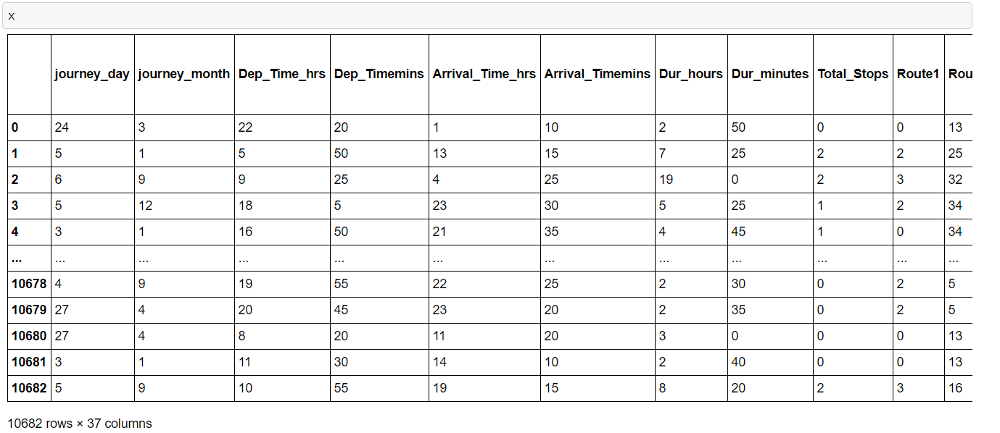 x
journey_day journey_month Dep_Time_hrs Dep_Timemins Arrival_Time_hrs Arrival_Timemins Dur_hours Dur_minutes Total_Stops Route1 Rou
0 24 3 22 20 1 10 2 50 0 0 13
1 5 1 5 50 13 15 7 25 2 2 25
2 6 9 9 25 4 25 19 0 2 3 32
3 5 12 18 5 23 30 5 25 1 2 34
4 3 1 16 50 21 35 4 45 1 0 34
... ... ... ... ... ... ... ... ... ... ... ...
10678 4 9 19 55 22 25 2 30 0 2 5
10679 27 4 20 45 23 20 2 35 0 2 5
10680 27 4 8 20 11 20 3 0 0 0 13
10681 3 1 11 30 14 10 2 40 0 0 13
10682 5 9 10 55 19 15 8 20 2 3 16
10682 rows × 37 columns